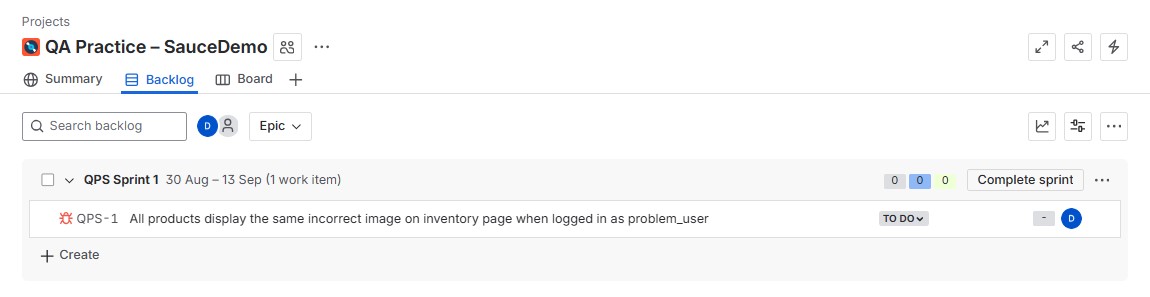 Projects
QA Practice – SauceDemo
Summary Backlog Board
Search backlog D Epic
QPS Sprint 1 30 Aug – 13 Sep (1 work item) 0 0 0 Complete sprint
QPS-1 All products display the same incorrect image on inventory page when logged in as problem_user TO DO - D
Create